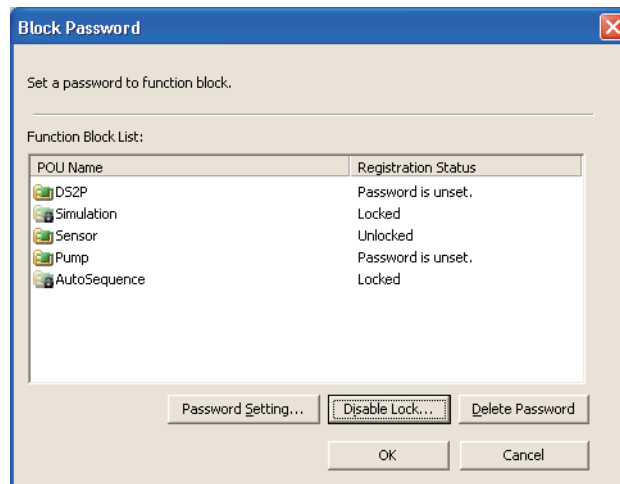 Block Password
Set a password to function block.
Function Block List:
POU Name Registration Status
DS2P Password is unset.
Simulation Locked
Sensor Unlocked
Pump Password is unset.
AutoSequence Locked
Password Setting... Disable Lock... Delete Password
OK Cancel